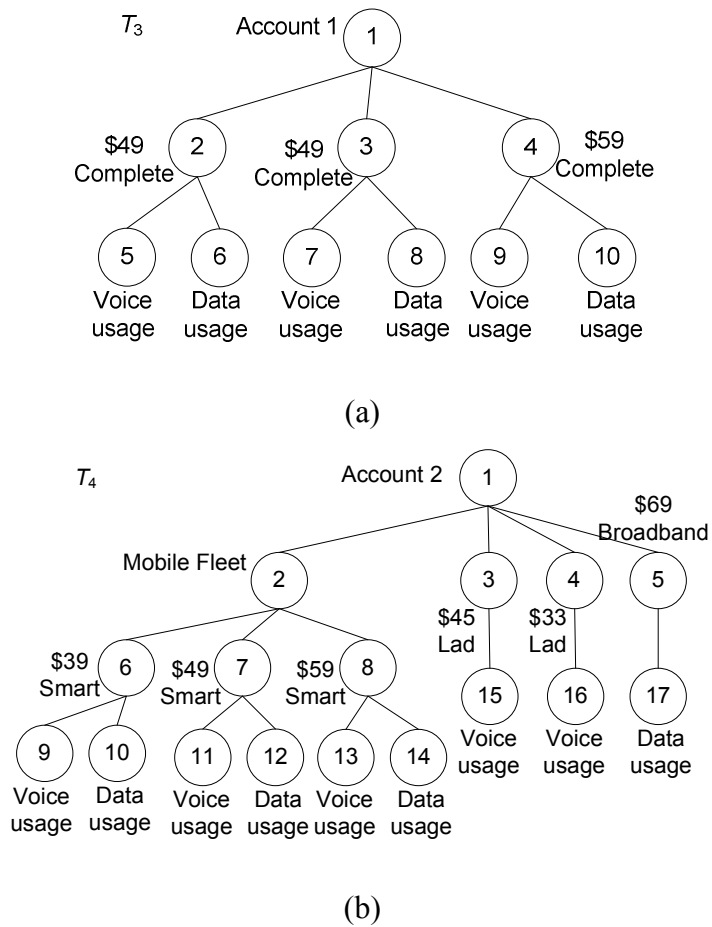 T3
Account 1
1
$49
Complete
2
$49
Complete
3
4
$59
Complete
5
6
7
8
9
10
Voice
usage
Data
usage
Voice
usage
Data
usage
Voice
usage
Data
usage
(a)
T4
Account 2
1
$69
Broadband
Mobile Fleet
2
3
4
5
$45
Lad
$33
Lad
$39
Smart
6
$49
Smart
7
$59
Smart
8
15
16
17
Voice
usage
Voice
usage
Data
usage
9
10
11
12
13
14
Voice
usage
Data
usage
Voice
usage
Data
usage
Voice
usage
Data
usage
(b)